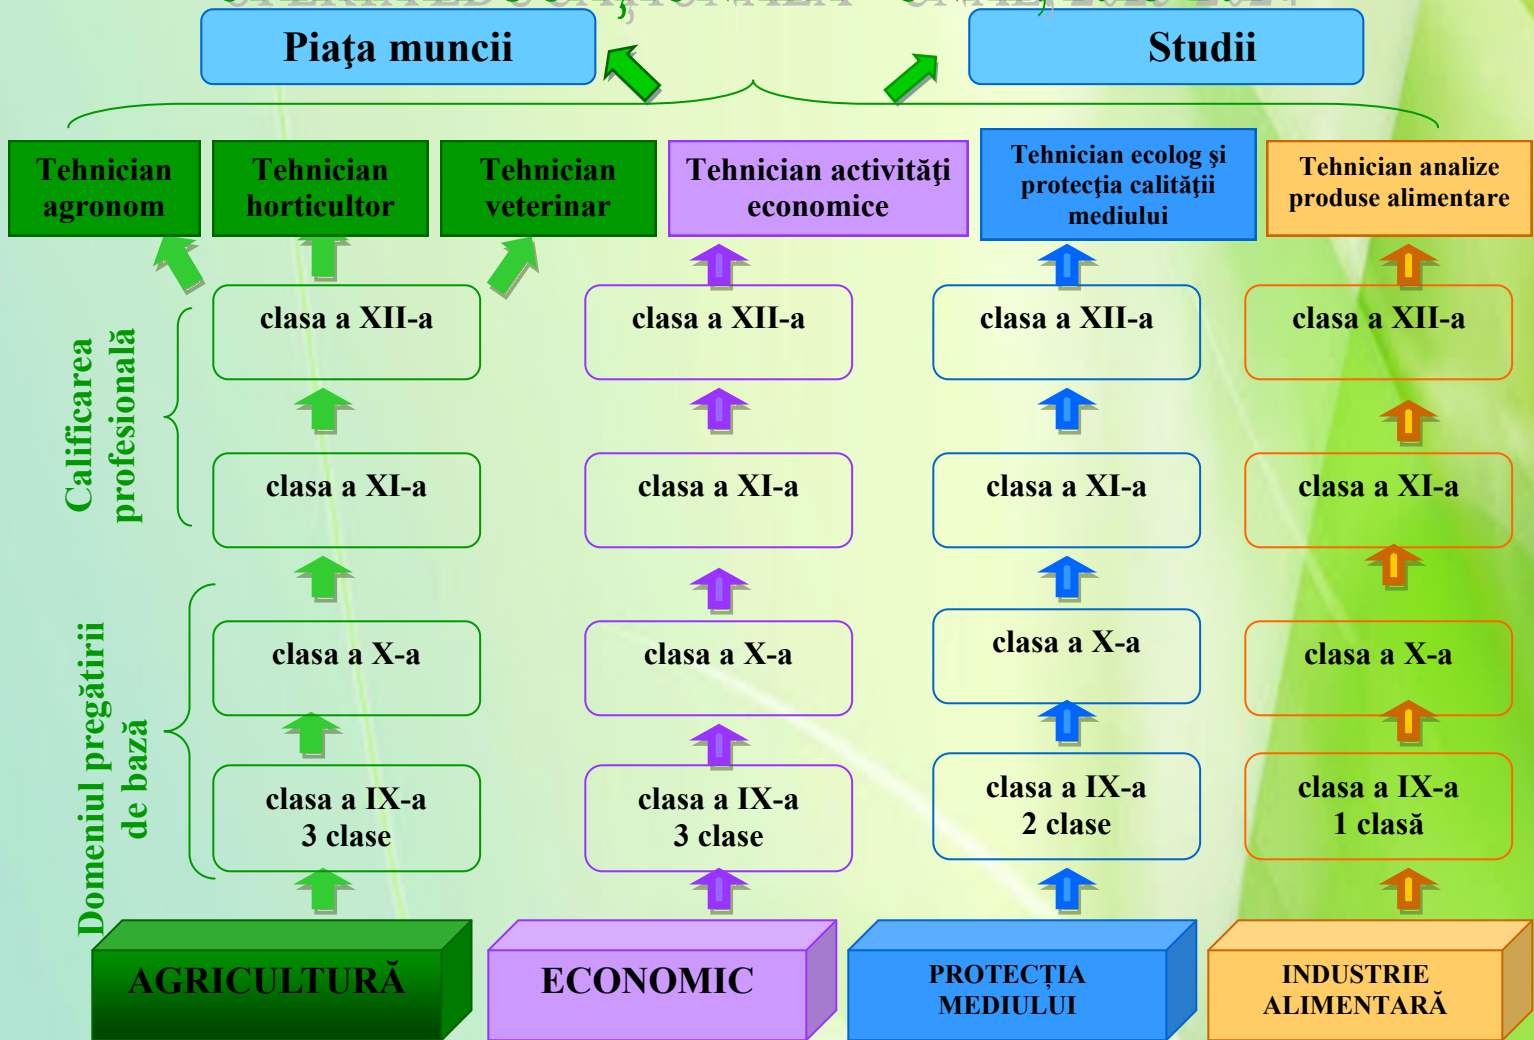 Piaţa muncii
Studii
Tehnician
agronom
Tehnician
horticultor
Tehnician
veterinar
Tehnician activităţi
economice
Tehnician ecolog şi
protecţia calităţii
mediului
Tehnician analize
produse alimentare
Calificarea
profesională
clasa a XII-a
clasa a XII-a
clasa a XII-a
clasa a XII-a
clasa a XI-a
clasa a XI-a
clasa a XI-a
clasa a XI-a
Domeniul pregătirii
de bază
clasa a X-a
clasa a X-a
clasa a X-a
clasa a X-a
clasa a IX-a
3 clase
clasa a IX-a
3 clase
clasa a IX-a
2 clase
clasa a IX-a
1 clasă
AGRICULTURĂ
ECONOMIC
PROTECȚIA
MEDIULUI
INDUSTRIE
ALIMENTARĂ